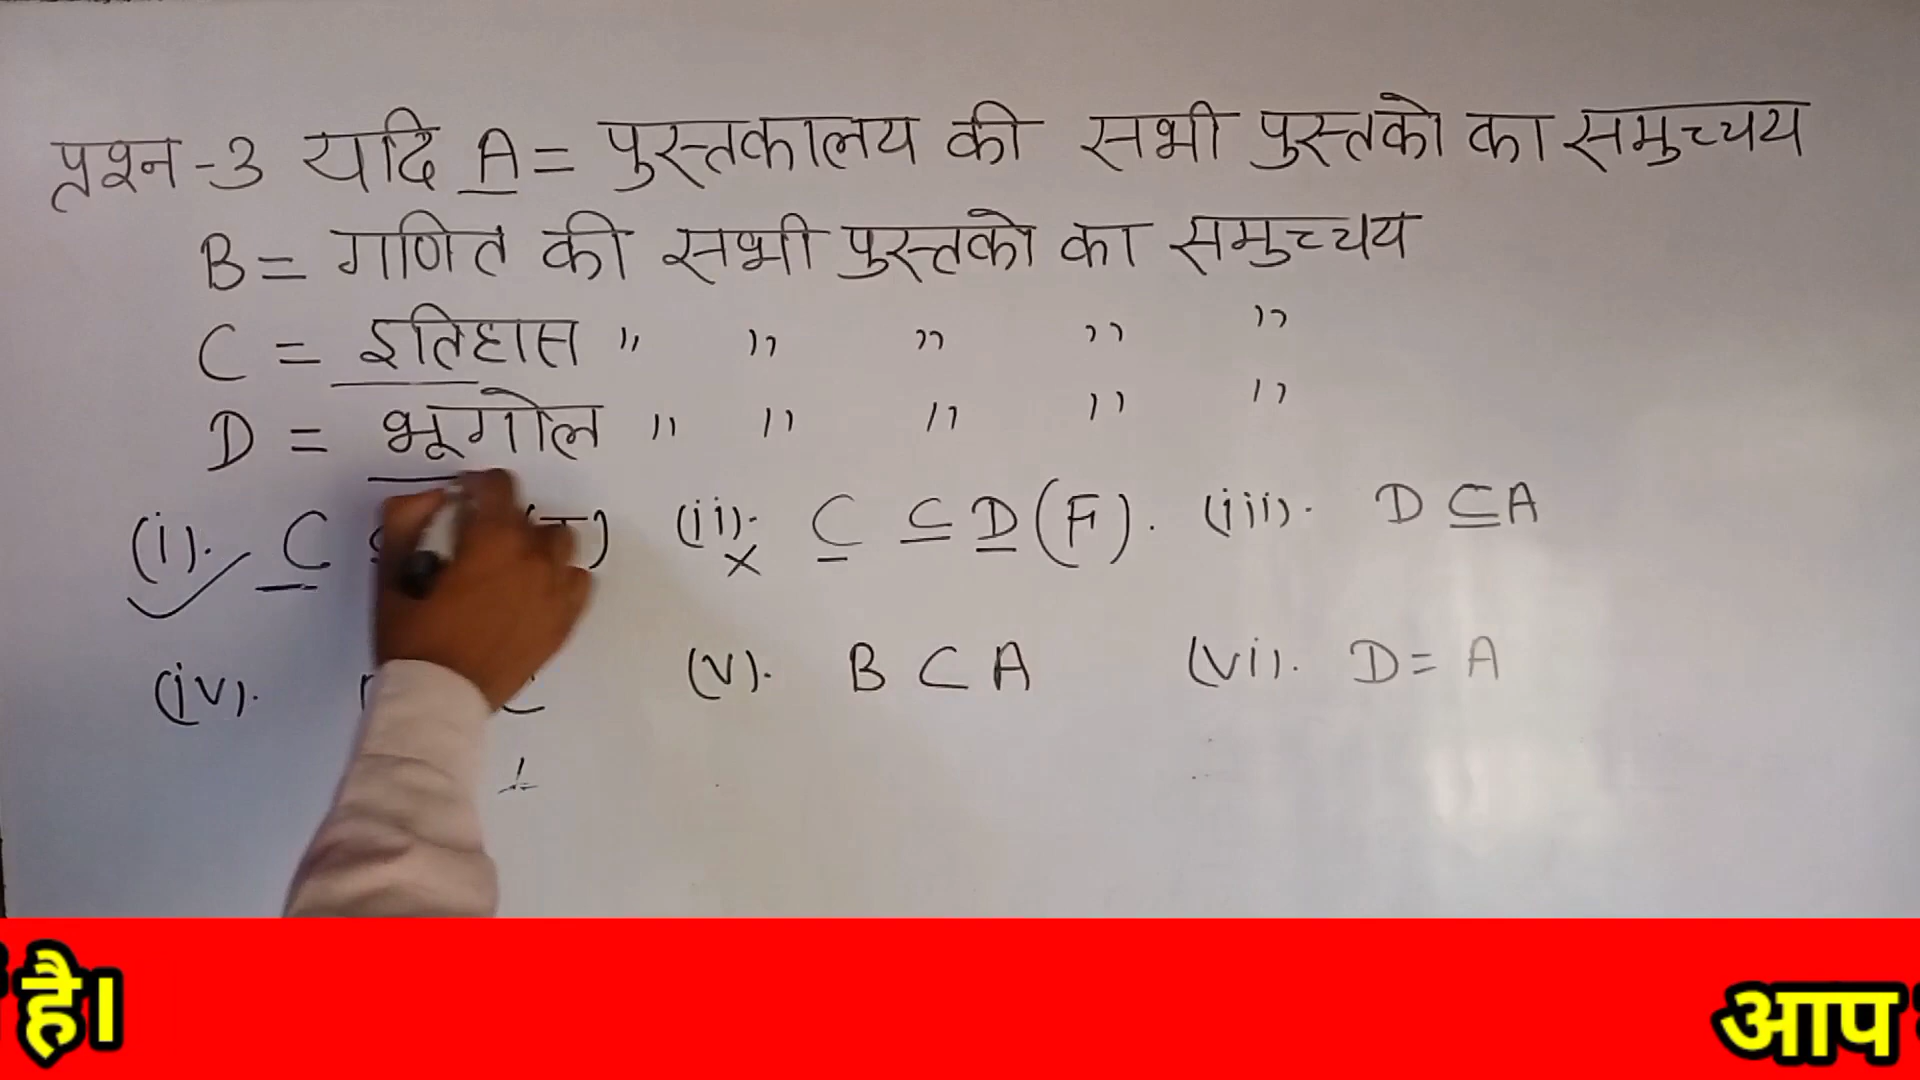 प्रश्न-3 यदि A = पुस्तकालय की सभी पुस्तको का समुच्चय
B = गणित की सभी पुस्तको का समुच्चय
C = इतिहास " " " " "
D = भूगोल " " " " "
(i). C T) (ii). C ⊆ D (F). (iii). D ⊆ A
(iv). (v). B ⊂ A (vi). D = A
है। आप